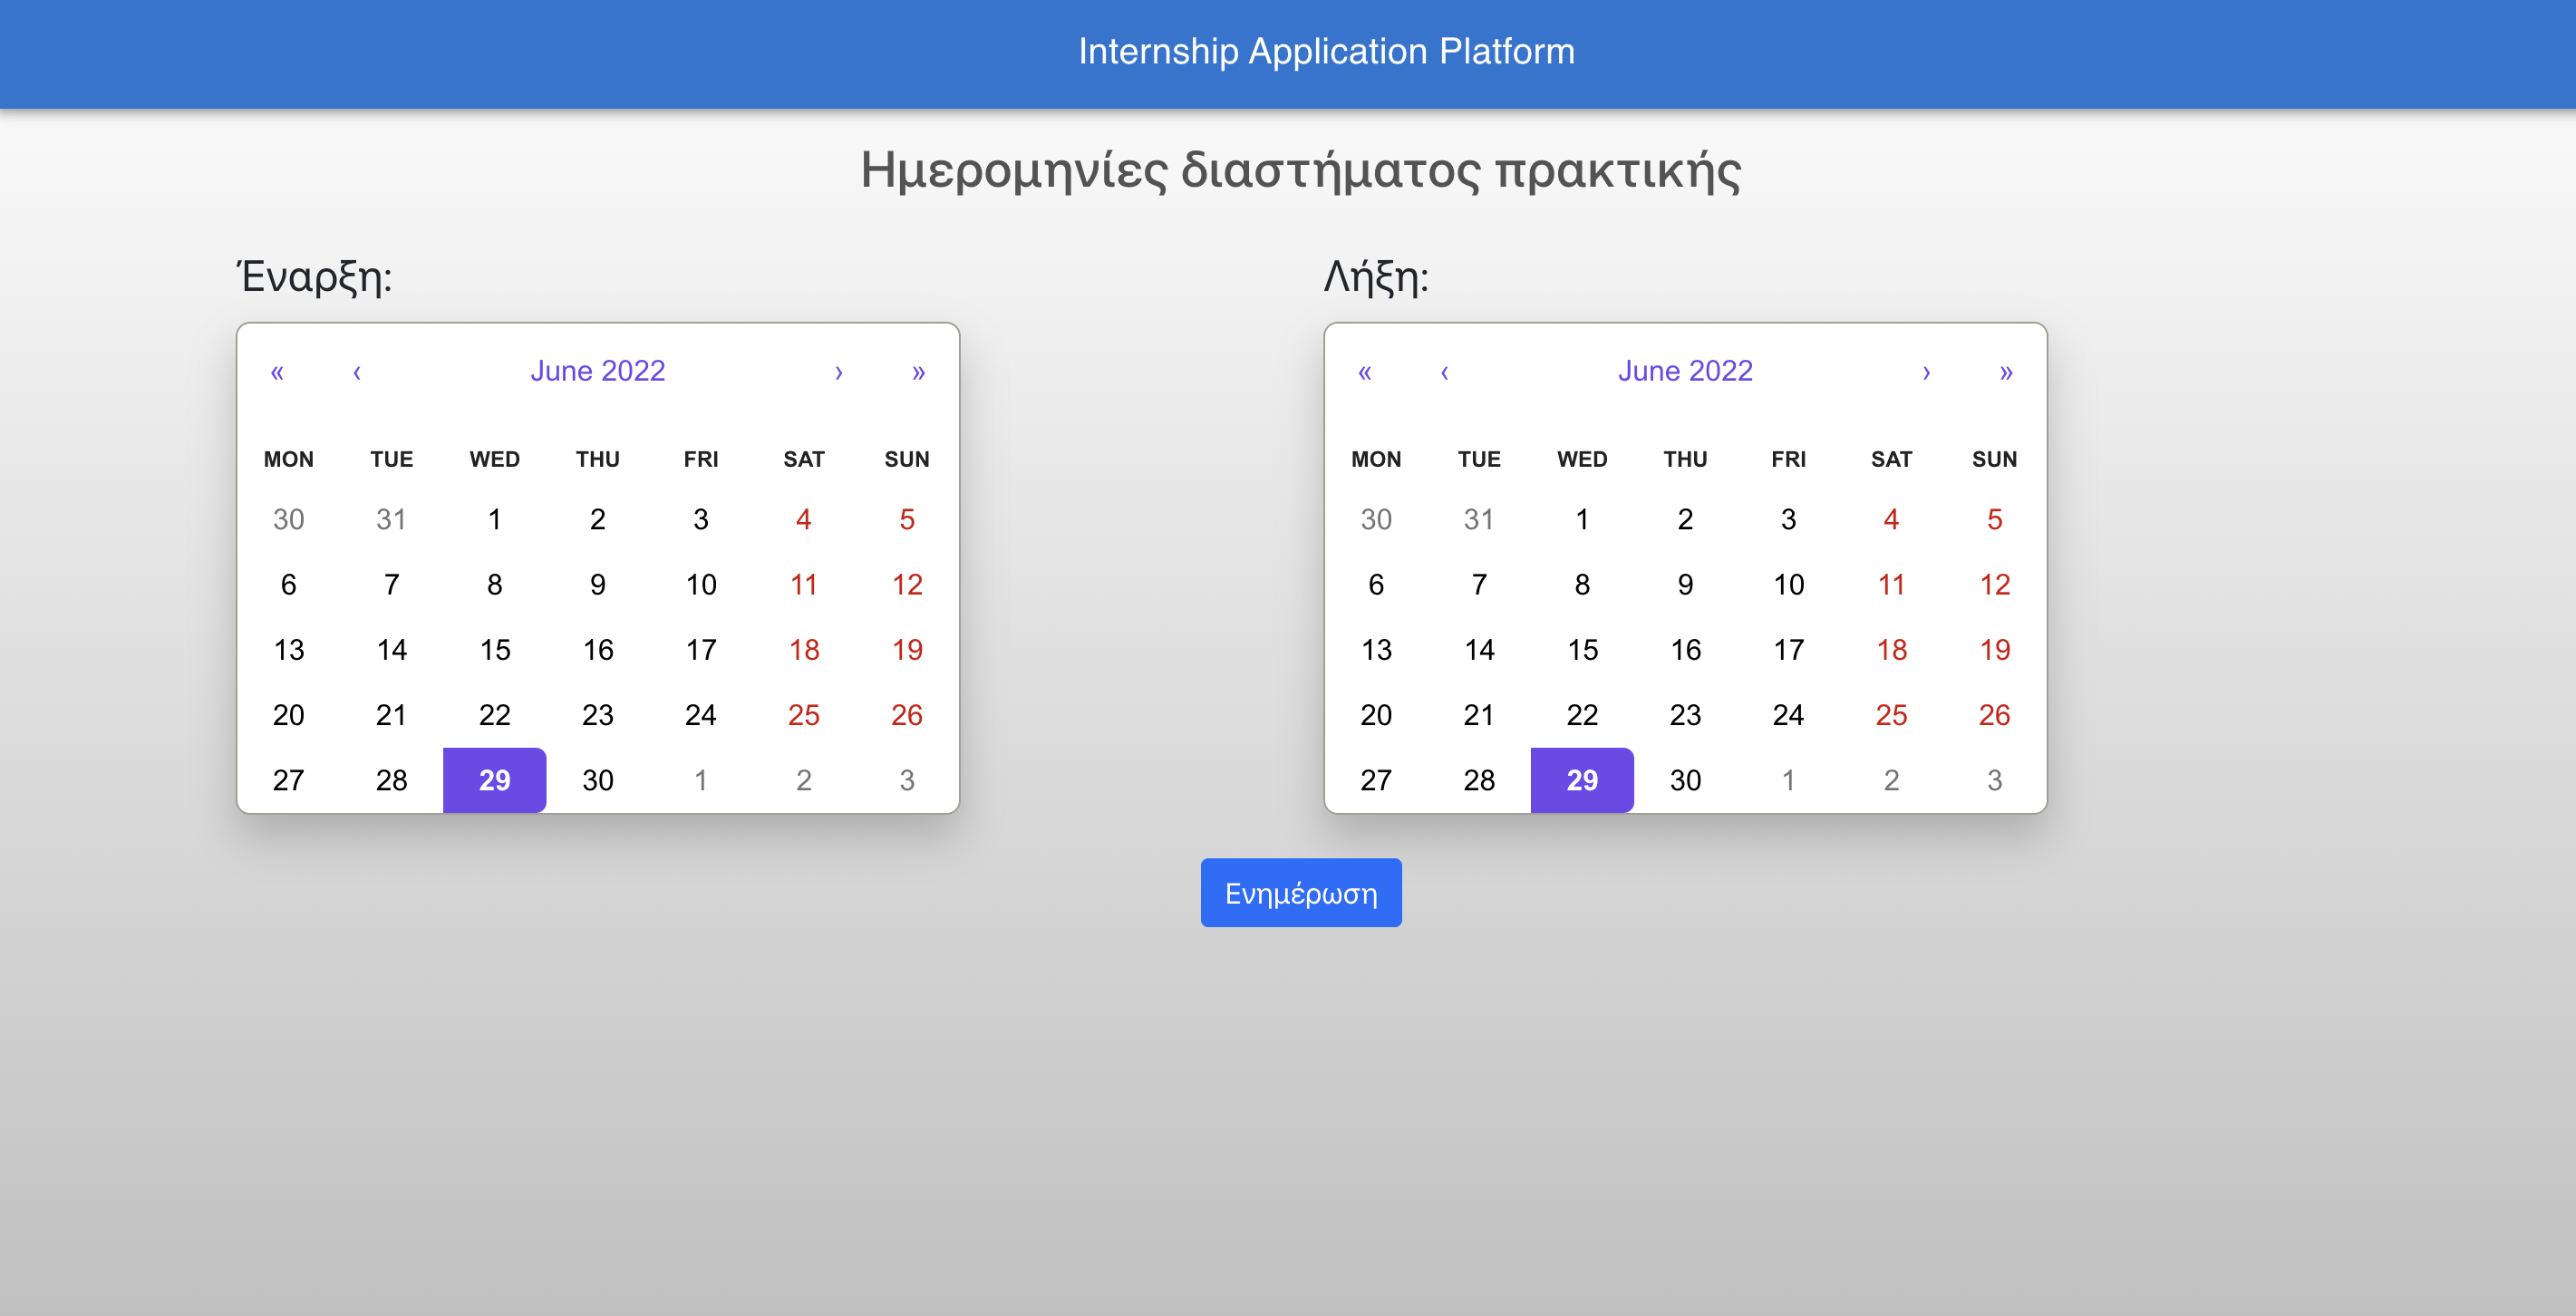 Internship Application Platform
Ημερομηνίες διαστήματος πρακτικής
Έναρξη:
« ‹ June 2022 › »
MON TUE WED THU FRI SAT SUN
30 31 1 2 3 4 5
6 7 8 9 10 11 12
13 14 15 16 17 18 19
20 21 22 23 24 25 26
27 28 29 30 1 2 3
Λήξη:
« ‹ June 2022 › »
MON TUE WED THU FRI SAT SUN
30 31 1 2 3 4 5
6 7 8 9 10 11 12
13 14 15 16 17 18 19
20 21 22 23 24 25 26
27 28 29 30 1 2 3
Ενημέρωση